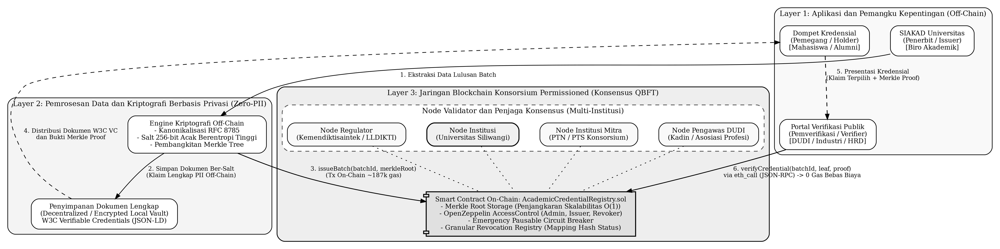 Layer 1: Aplikasi dan Pemangku Kepentingan (Off-Chain)
Dompet Kredensial
(Pemegang / Holder)
[Mahasiswa / Alumni]
SIAKAD Universitas
(Penerbit / Issuer)
[Biro Akademik]
1. Ekstraksi Data Lulusan Batch
5. Presentasi Kredensial
(Klaim Terpilih + Merkle Proof)
Layer 2: Pemrosesan Data dan Kriptografi Berbasis Privasi (Zero-PII)
Engine Kriptografi Off-Chain
- Kanonikalisasi RFC 8785
- Salt 256-bit Acak Berentropi Tinggi
- Pembangkitan Merkle Tree
4. Distribusi Dokumen W3C VC
dan Bukti Merkle Proof
2. Simpan Dokumen Ber-Salt
(Klaim Lengkap PII Off-Chain)
Penyimpanan Dokumen Lengkap
(Decentralized / Encrypted Local Vault)
W3C Verifiable Credentials (JSON-LD)
Layer 3: Jaringan Blockchain Konsorsium Permissioned (Konsensus QBFT)
Node Validator dan Penjaga Konsensus (Multi-Institusi)
Node Regulator
(Kemendiktisaintek / LLDIKTI)
Node Institusi
(Universitas Siliwangi)
Node Institusi Mitra
(PTN / PTS Konsorsium)
Node Pengawas DUDI
(Kadin / Asosiasi Profesi)
Portal Verifikasi Publik
(Pemverifikasi / Verifier)
[DUDI / Industri / HRD]
3. issueBatch(batchId, merkleRoot)
(Tx On-Chain ~187k gas)
6. verifyCredential(batchId, leaf, proof)
via eth_call (JSON-RPC) -> 0 Gas Bebas Biaya
Smart Contract On-Chain: AcademicCredentialRegistry.sol
- Merkle Root Storage (Penjangkaran Skalabilitas O(1))
- OpenZeppelin AccessControl (Admin, Issuer, Revoker)
- Emergency Pausable Circuit Breaker
- Granular Revocation Registry (Mapping Hash Status)